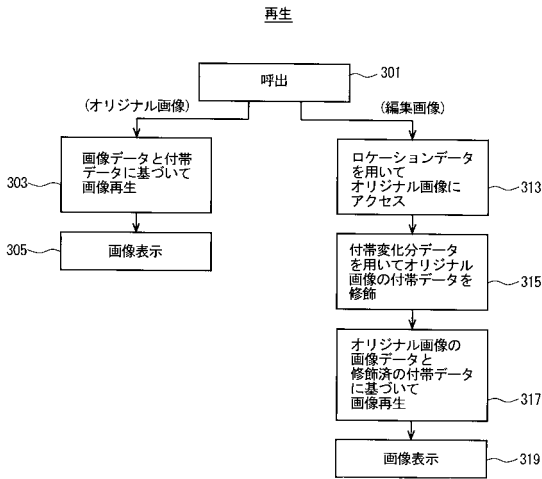 再生
呼出
301
(オリジナル画像)
(編集画像)
画像データと付帯
データに基づいて
画像再生
303
画像表示
305
ロケーションデータ
を用いて
オリジナル画像に
アクセス
313
付帯変化分データ
を用いてオリジナル
画像の付帯データを
修飾
315
オリジナル画像の
画像データと
修飾済の付帯データ
に基づいて
画像再生
317
画像表示
319